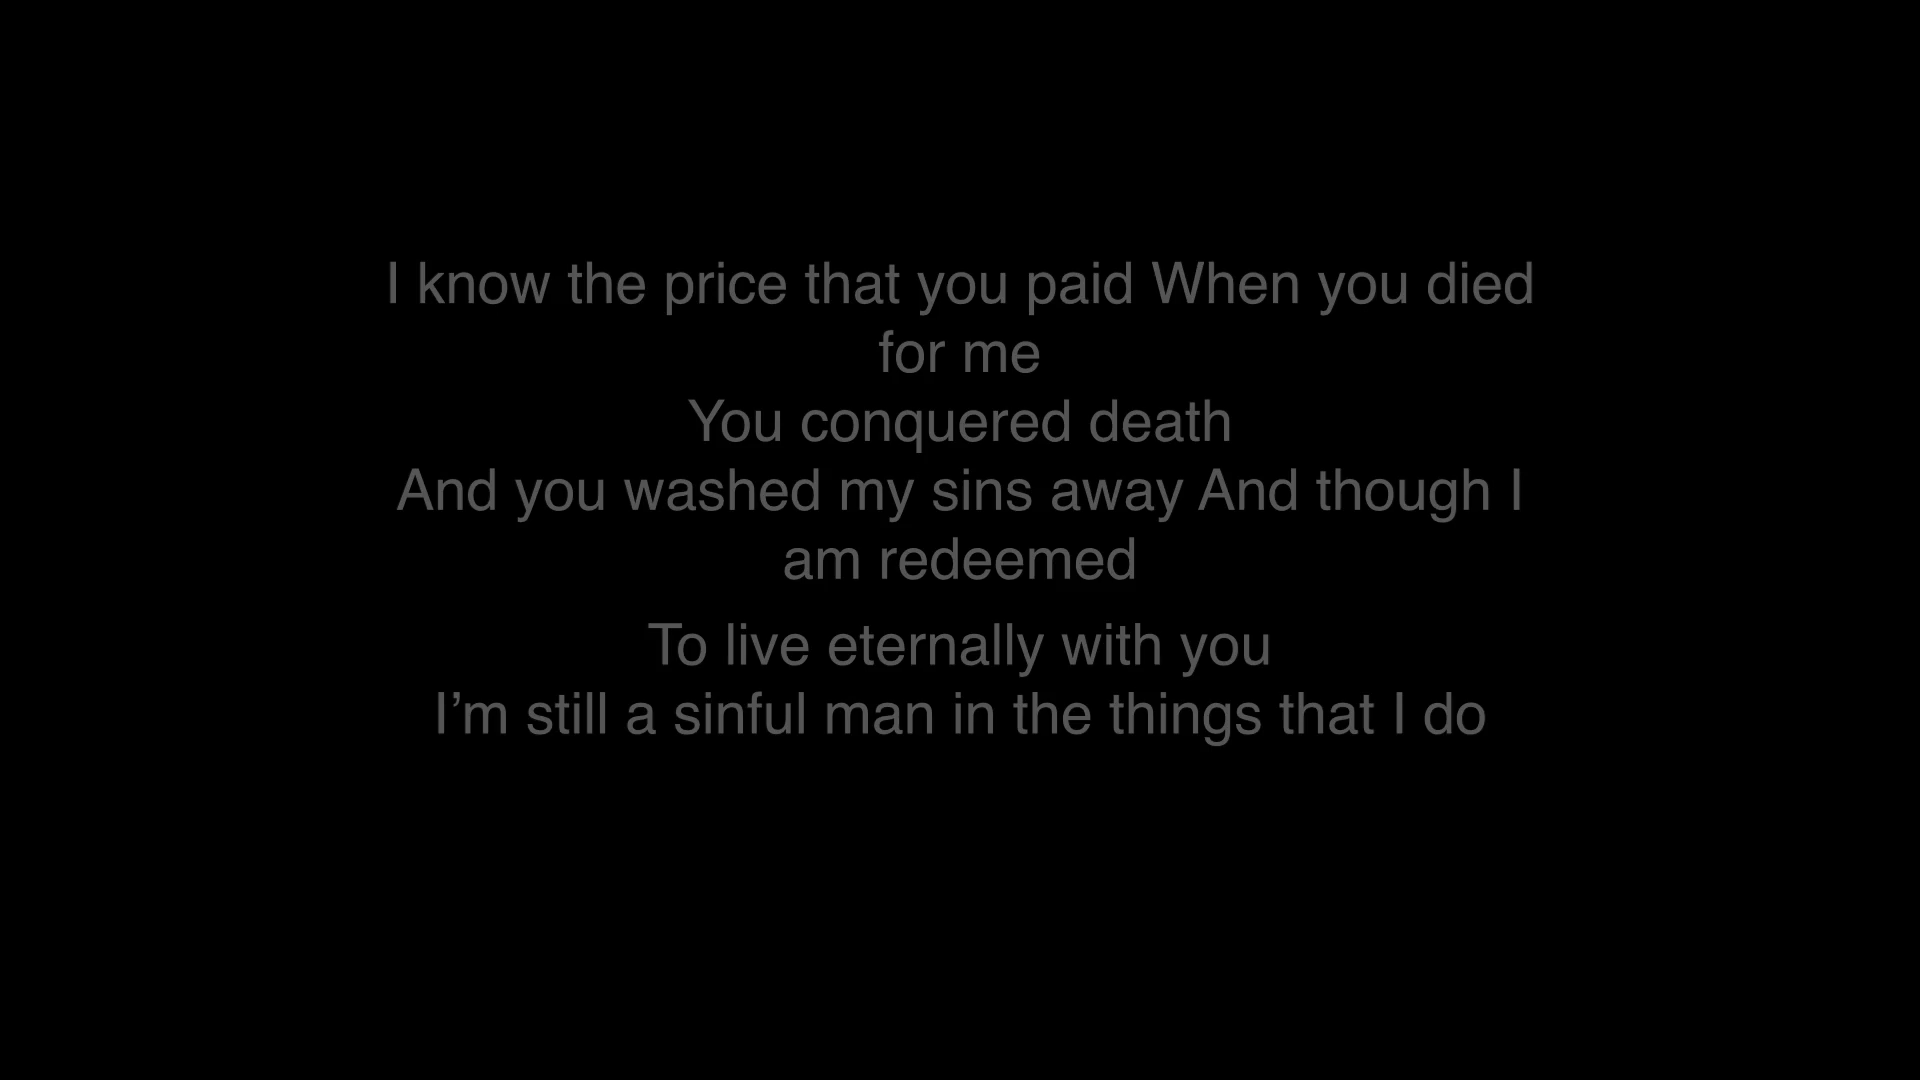 I know the price that you paid When you died
for me
You conquered death
And you washed my sins away And though I
am redeemed
To live eternally with you
I’m still a sinful man in the things that I do